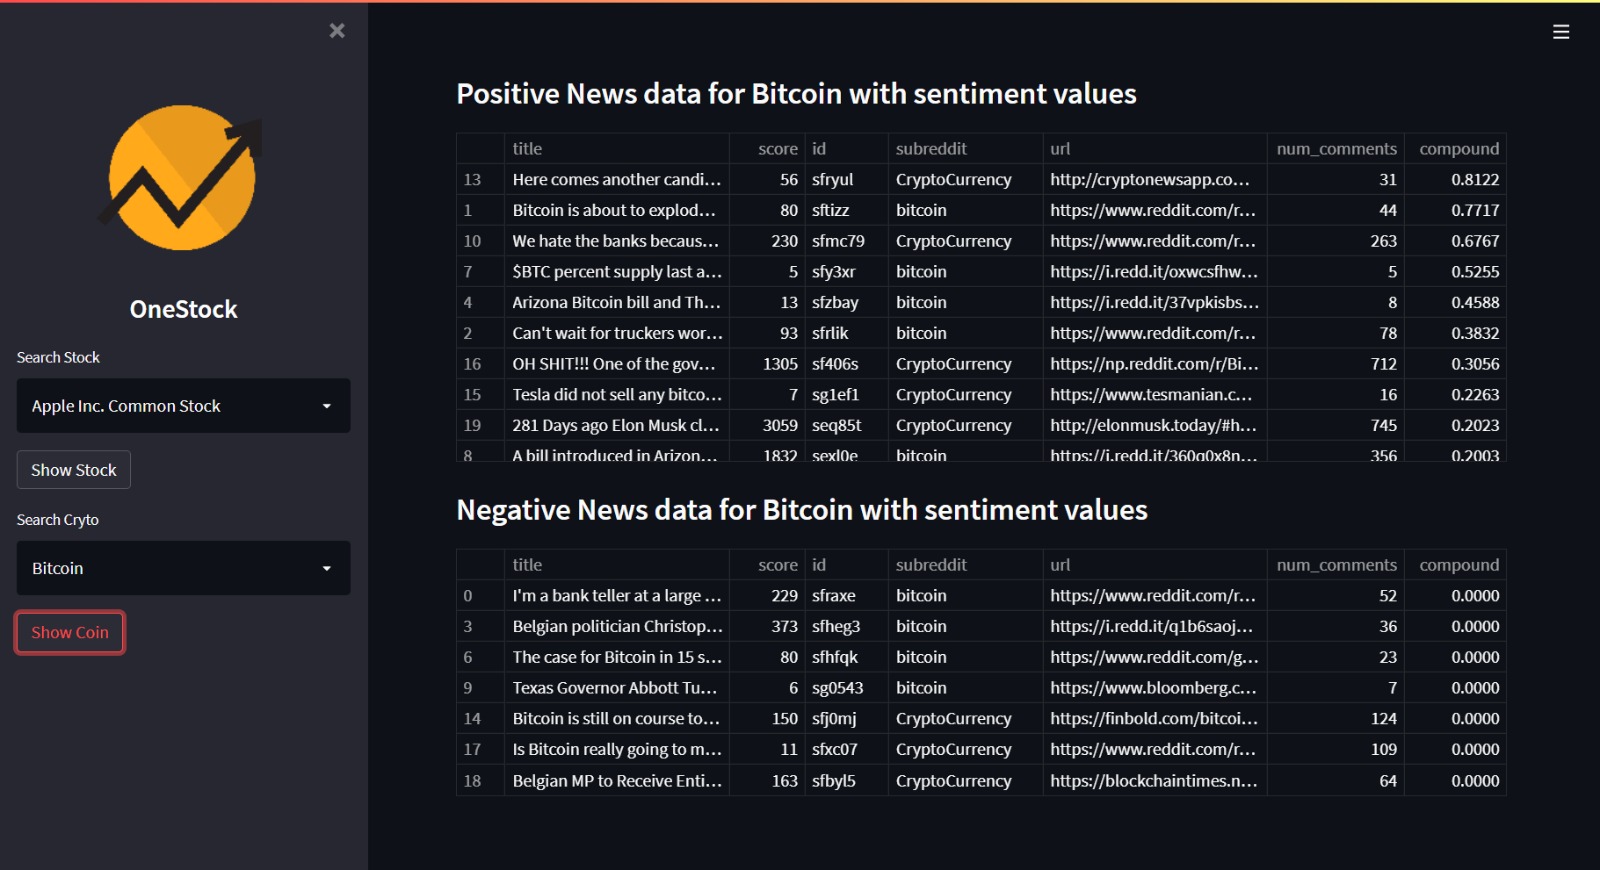 OneStock
Search Stock
Apple Inc. Common Stock
Show Stock
Search Cryto
Bitcoin
Show Coin
Positive News data for Bitcoin with sentiment values
title score id subreddit url num_comments compound
13 Here comes another candi... 56 sfryul CryptoCurrency http://cryptonewsapp.co... 31 0.8122
1 Bitcoin is about to explod... 80 sftizz bitcoin https://www.reddit.com/r... 44 0.7717
10 We hate the banks becaus... 230 sfmc79 CryptoCurrency https://www.reddit.com/r... 263 0.6767
7 $BTC percent supply last a... 5 sfy3xr bitcoin https://i.redd.it/oxwcsfhw... 5 0.5255
4 Arizona Bitcoin bill and Th... 13 sfzbay bitcoin https://i.redd.it/37vpkisbs... 8 0.4588
2 Can't wait for truckers wor... 93 sfrlik bitcoin https://www.reddit.com/r... 78 0.3832
16 OH SHIT!!! One of the gov... 1305 sf406s CryptoCurrency https://np.reddit.com/r/Bi... 712 0.3056
15 Tesla did not sell any bitco... 7 sg1ef1 CryptoCurrency https://www.tesmanian.c... 16 0.2263
19 281 Days ago Elon Musk cl... 3059 seq85t CryptoCurrency http://elonmusk.today/#h... 745 0.2023
8 A bill introduced in Arizon... 1832 sexl0e bitcoin https://i.redd.it/360q0x8n... 356 0.2003
Negative News data for Bitcoin with sentiment values
title score id subreddit url num_comments compound
0 I'm a bank teller at a large ... 229 sfraxe bitcoin https://www.reddit.com/r... 52 0.0000
3 Belgian politician Christop... 373 sfheg3 bitcoin https://i.redd.it/q1b6saoj... 36 0.0000
6 The case for Bitcoin in 15 s... 80 sfhfqk bitcoin https://www.reddit.com/g... 23 0.0000
9 Texas Governor Abbott Tu... 6 sg0543 bitcoin https://www.bloomberg.c... 7 0.0000
14 Bitcoin is still on course to... 150 sfj0mj CryptoCurrency https://finbold.com/bitcoi... 124 0.0000
17 Is Bitcoin really going to m... 11 sfxc07 CryptoCurrency https://www.reddit.com/r... 109 0.0000
18 Belgian MP to Receive Enti... 163 sfbyl5 CryptoCurrency https://blockchaintimes.n... 64 0.0000